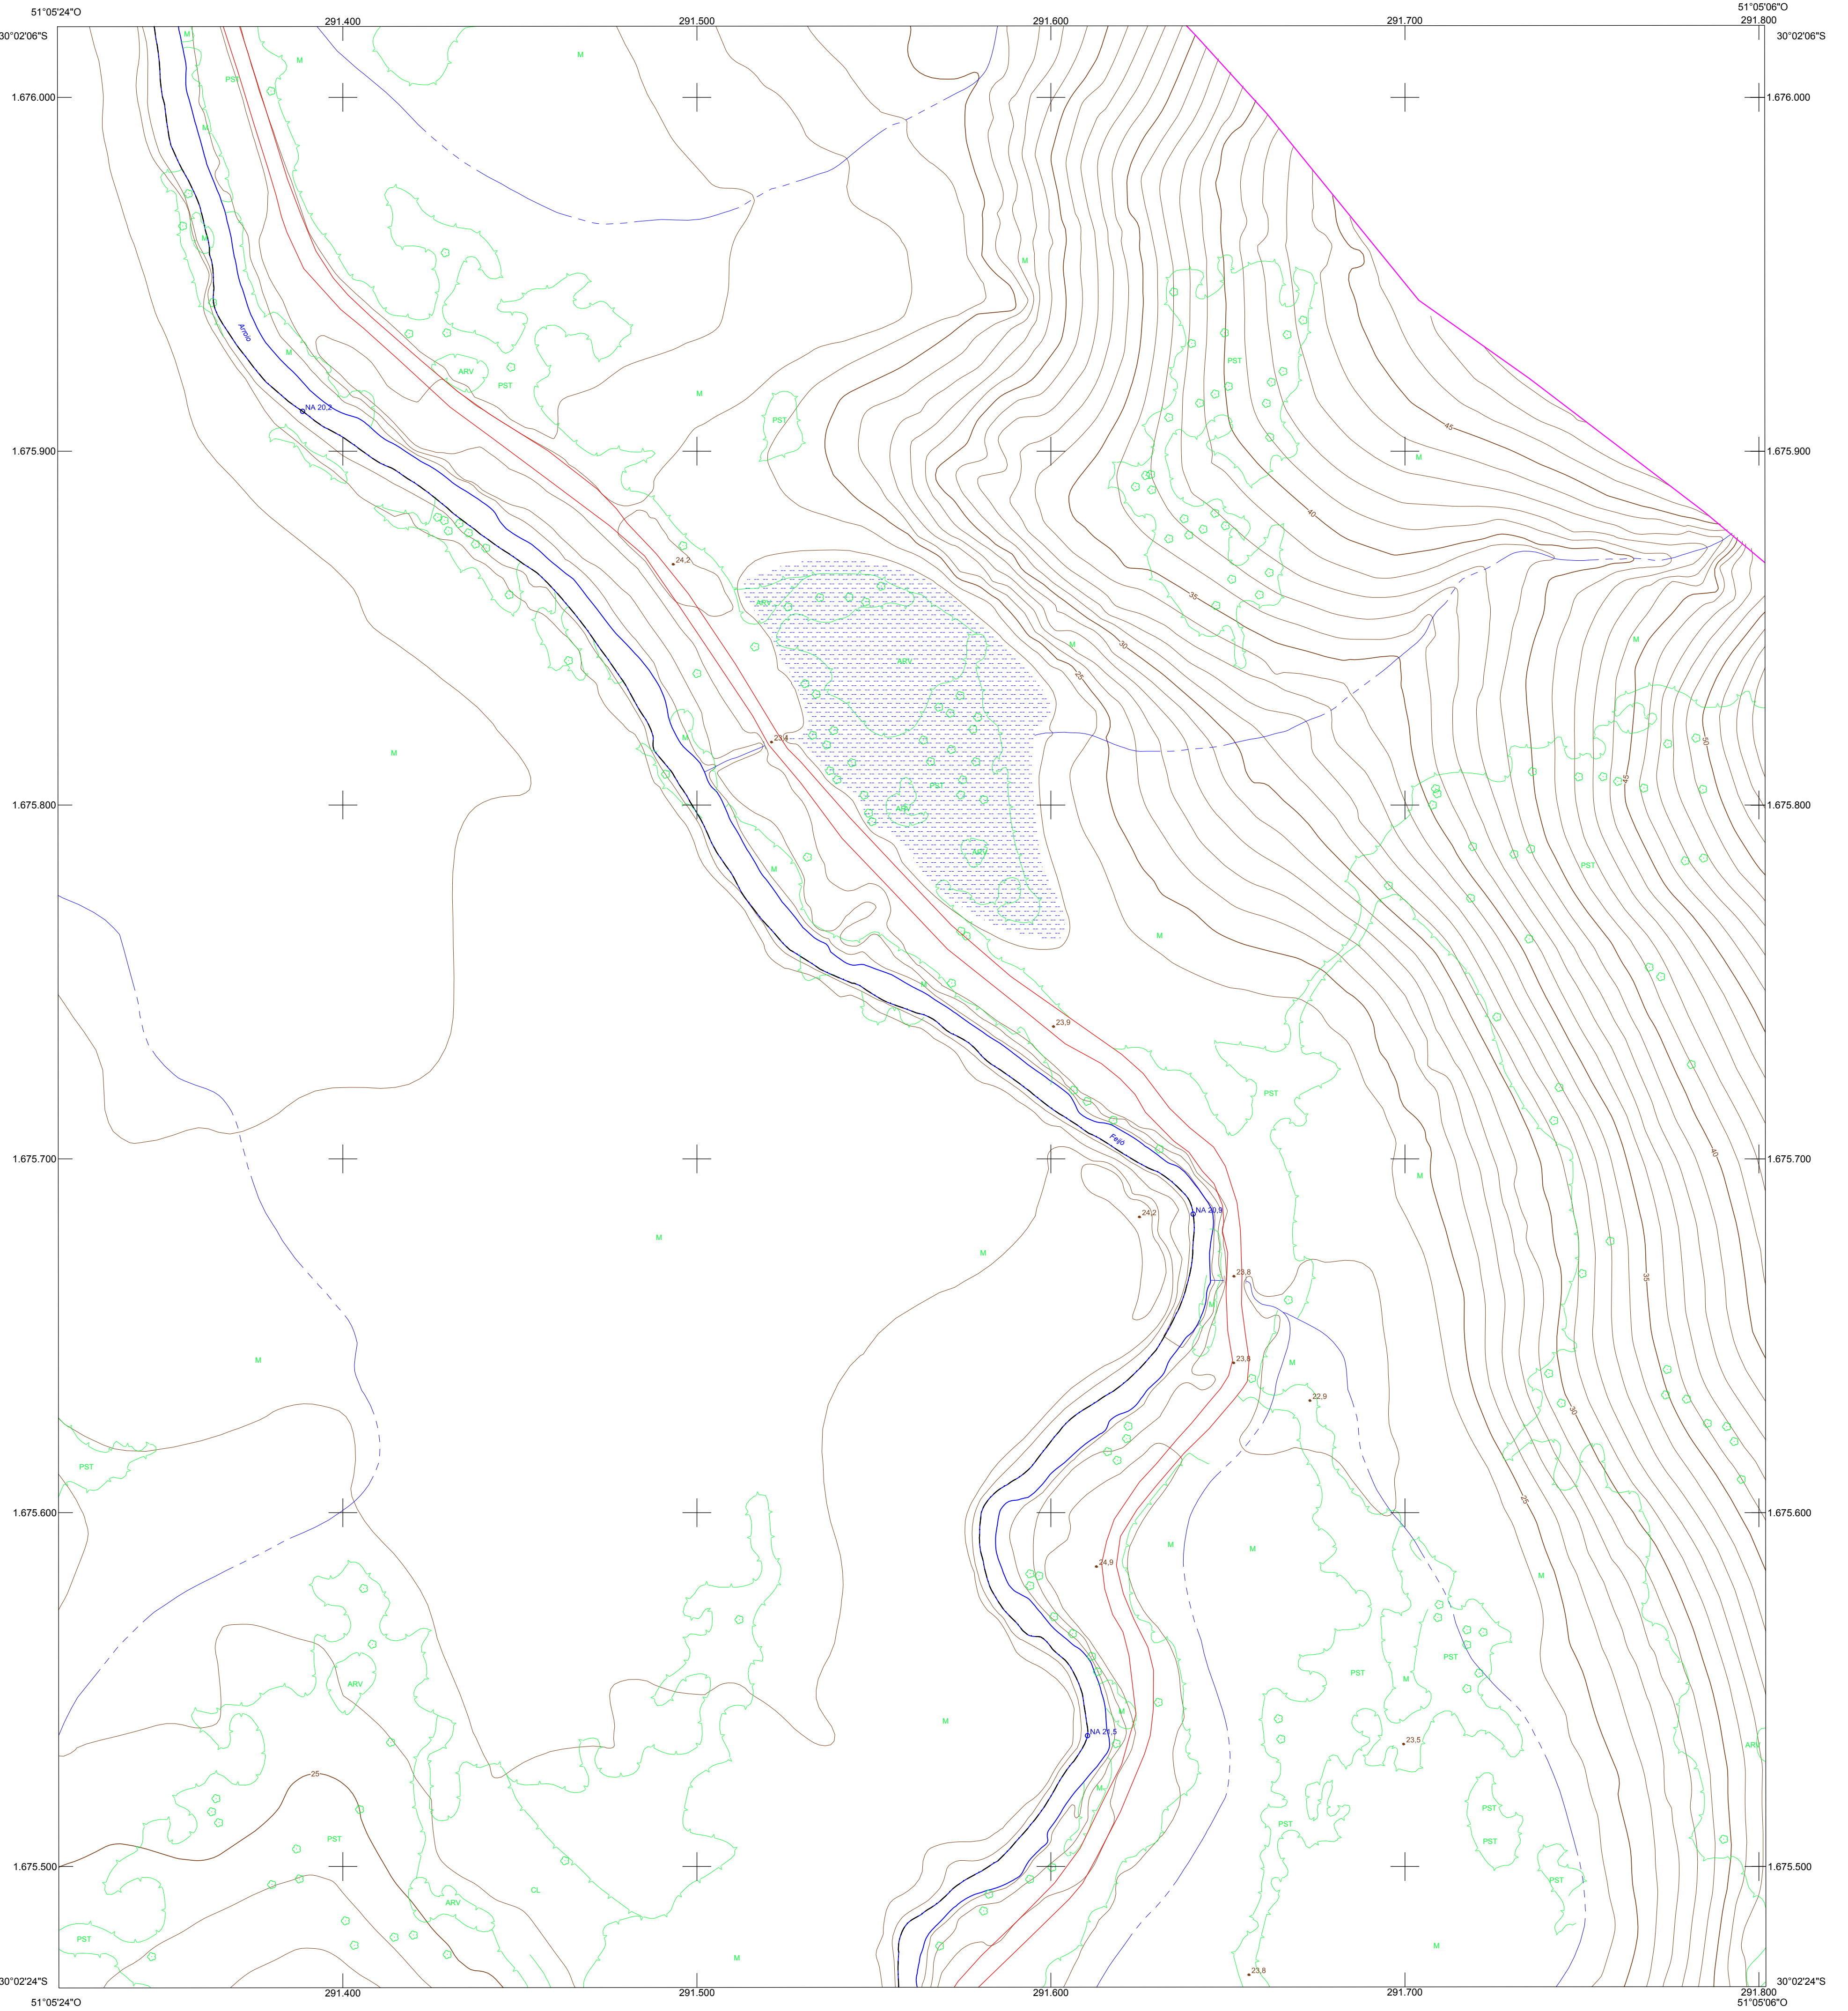 51°05'24"O
51°05'06"O
291.400
291.500
291.600
291.700
291.800
30°02'06"S
30°02'06"S
M
M
M
PST
1.676.000
1.676.000
M
M
M
Arroio
M
ARV
PST
PST
M
PST
NA 20,2
45
1.675.900
M
1.675.900
40
24,2
35
ARV
M
30
M
ARV
25
M
23,4
50
M
45
PST
1.675.800
1.675.800
ARV
ARV
M
PST
M
M
23,9
PST
Feijó
40
1.675.700
1.675.700
M
24,2
NA 20,9
M
M
23,8
35
M
M
23,8
M
22,9
30
PST
25
1.675.600
1.675.600
M
M
24,9
M
PST
PST
M
ARV
M
M
NA 21,5
23,5
ARV
25
M
PST
PST
PST
PST
1.675.500
1.675.500
CL
PST
ARV
PST
M
M
23,8
30°02'24"S
30°02'24"S
291.400
291.500
291.600
291.700
291.800
51°05'24"O
51°05'06"O